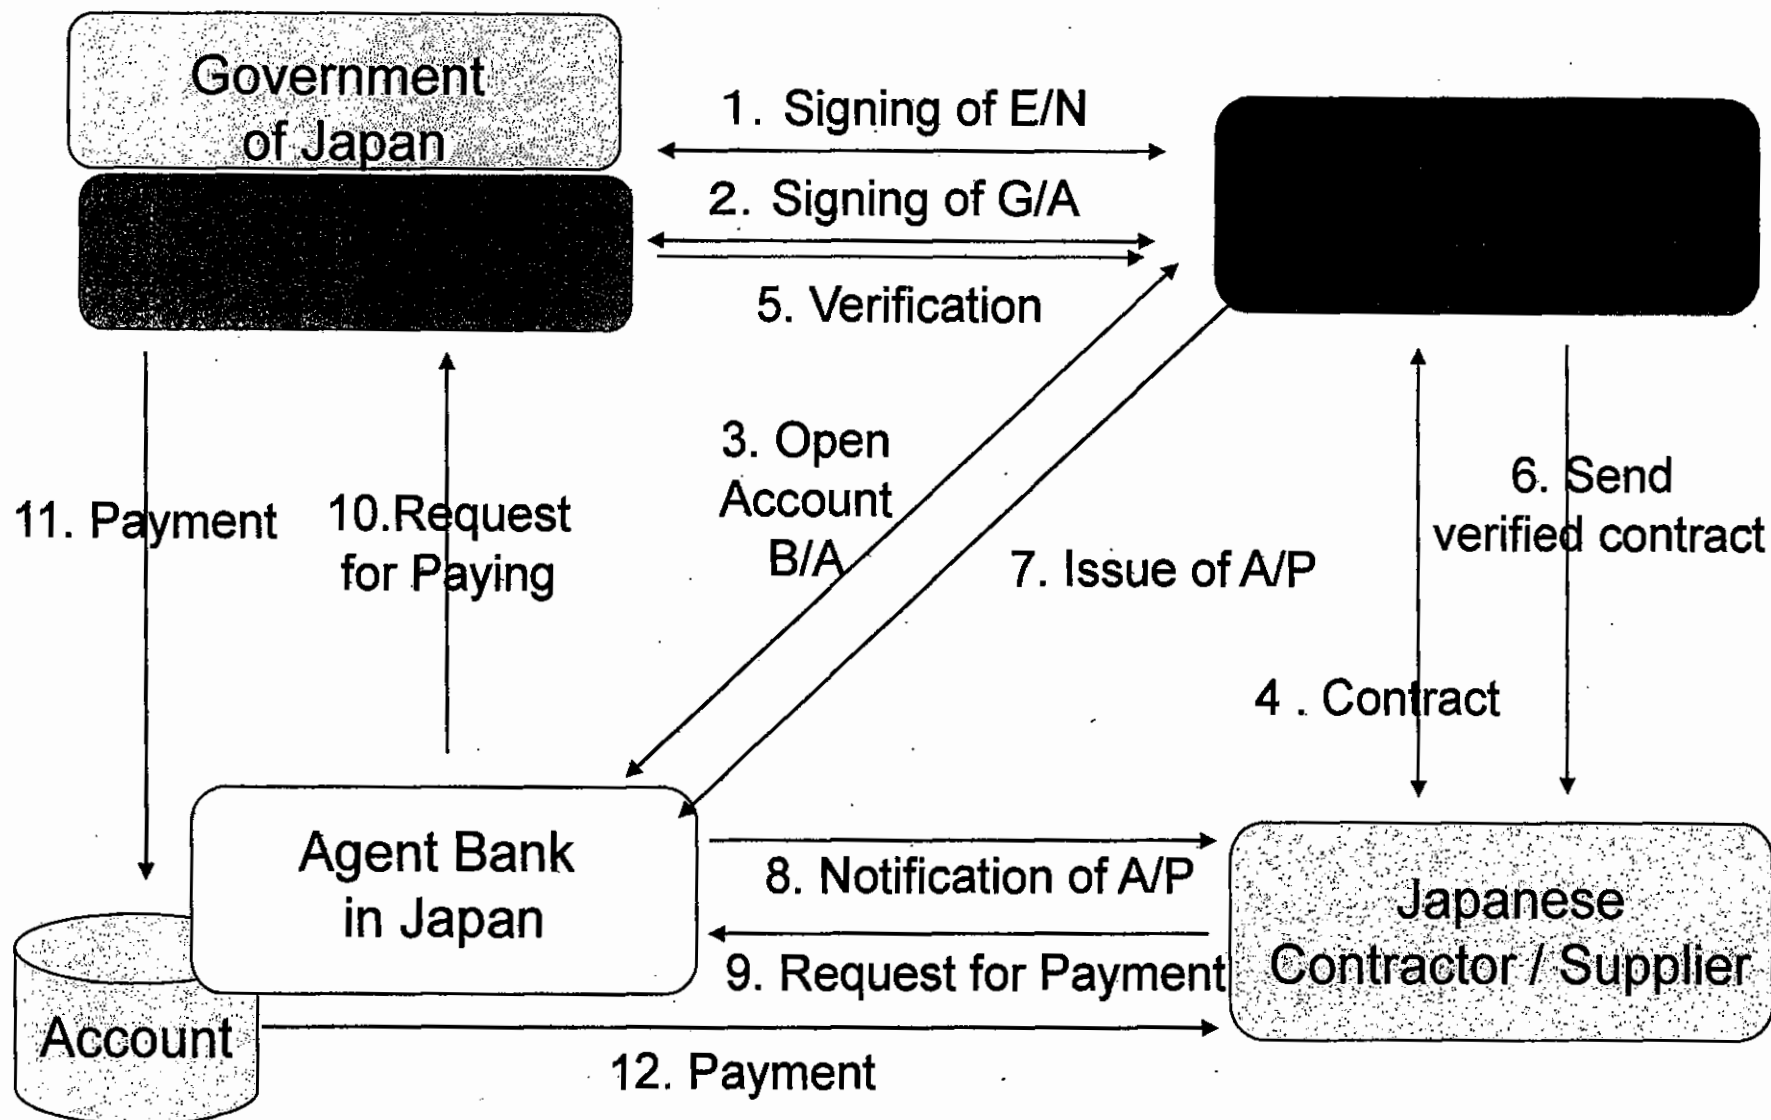 Government
of Japan
1. Signing of E/N
2. Signing of G/A
5. Verification
3. Open
Account
B/A
7. Issue of A/P
6. Send
verified contract
4 . Contract
11. Payment
10.Request
for Paying
Agent Bank
in Japan
8. Notification of A/P
9. Request for Payment
Japanese
Contractor / Supplier
Account
12. Payment